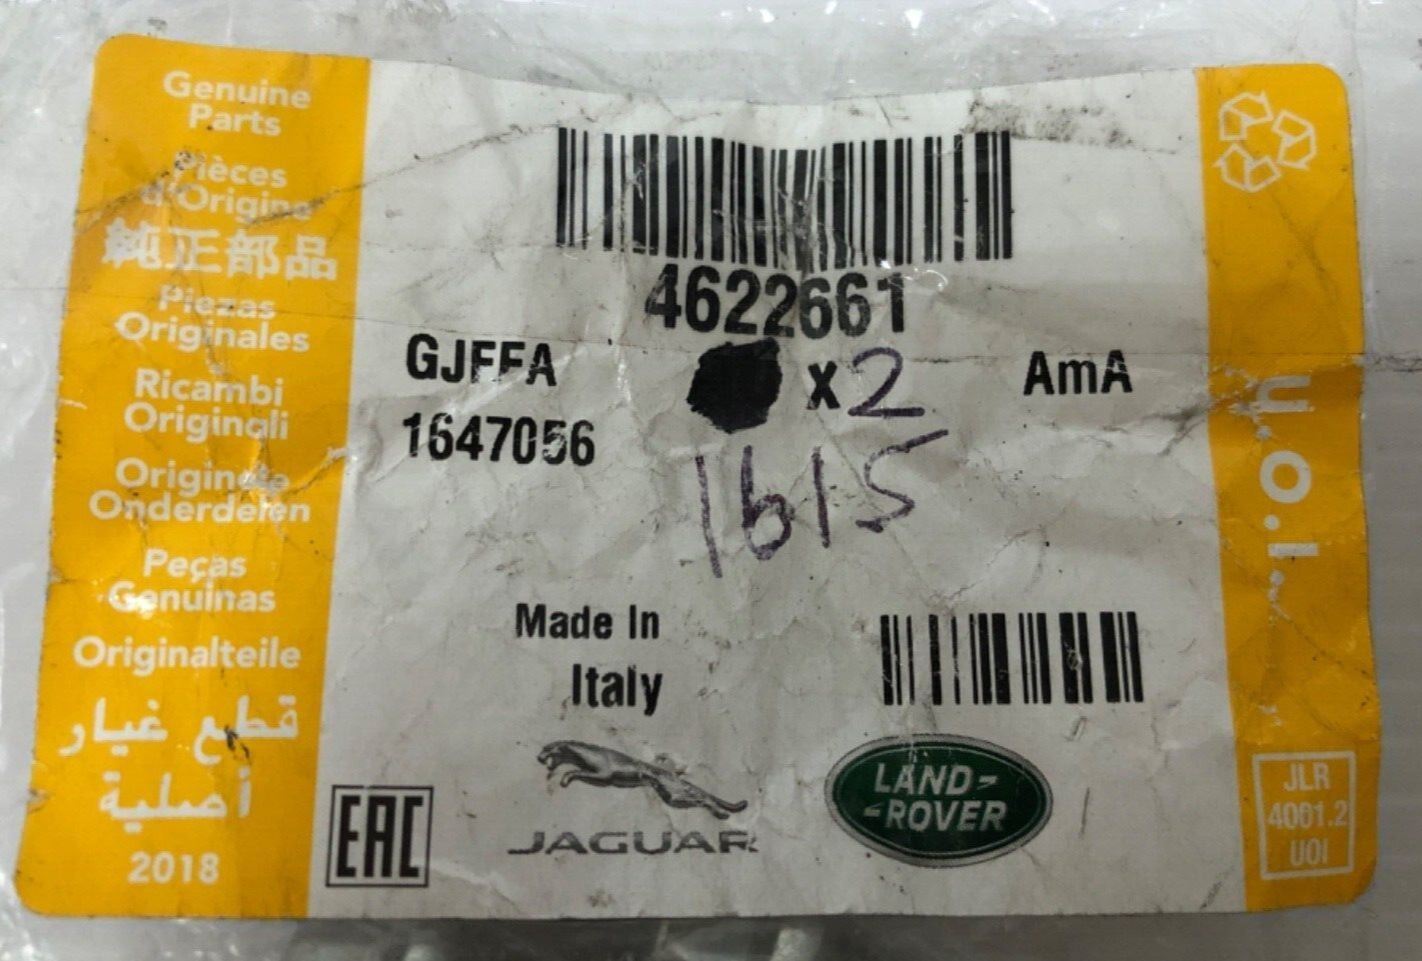 Genuine
Parts
Pièces
d'Origine
純正部品
Piezas
Originales
Ricambi
Originali
Originele
Onderdelen
Peças
Genuinas
Originalteile
قطع غيار
أصلية
2018
4622661
GJFFA
x2
AmA
1647056
1615
Made In
Italy
EAC
JAGUAR
LAND-
-ROVER
u.o.i.
JLR
4001.2
UOI